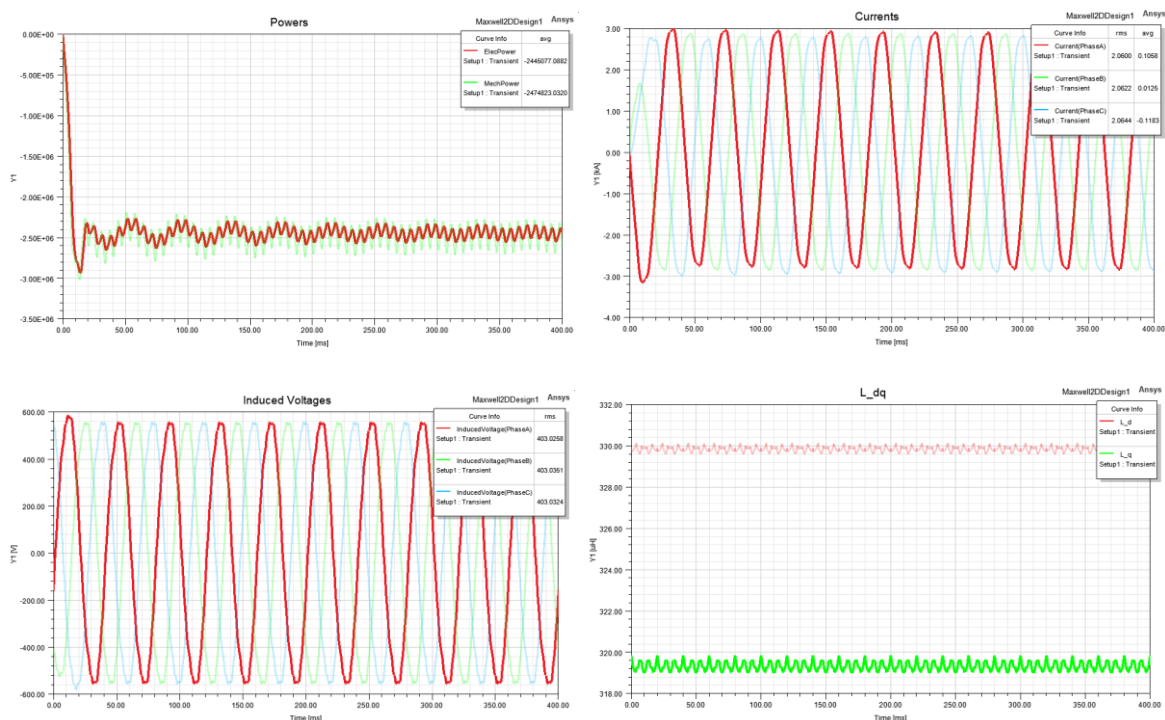 Powers
Maxwell2DDesign1 Ansys
Curve Info avg
ElecPower
Setup1 : Transient -2445077.0882
MechPower
Setup1 : Transient -2474823.0320
0.00E+00
-5.00E+05
-1.00E+06
-1.50E+06
-2.00E+06
-2.50E+06
-3.00E+06
-3.50E+06
Y1
0.00 50.00 100.00 150.00 200.00 250.00 300.00 350.00 400.00
Time [ms]
Currents
Maxwell2DDesign1 Ansys
Curve Info rms avg
Current(PhaseA)
Setup1 : Transient 2.0600 0.1058
Current(PhaseB)
Setup1 : Transient 2.0622 0.0125
Current(PhaseC)
Setup1 : Transient 2.0644 -0.1183
3.00
2.00
1.00
0.00
-1.00
-2.00
-3.00
-4.00
Y1 [kA]
0.00 50.00 100.00 150.00 200.00 250.00 300.00 350.00 400.00
Time [ms]
Induced Voltages
Maxwell2DDesign1 Ansys
Curve Info rms
InducedVoltage(PhaseA)
Setup1 : Transient 403.0258
InducedVoltage(PhaseB)
Setup1 : Transient 403.0351
InducedVoltage(PhaseC)
Setup1 : Transient 403.0324
600.00
400.00
200.00
0.00
-200.00
-400.00
-600.00
Y1 [V]
0.00 50.00 100.00 150.00 200.00 250.00 300.00 350.00 400.00
Time [ms]
L_dq
Maxwell2DDesign1 Ansys
Curve Info
L_d
Setup1 : Transient
L_q
Setup1 : Transient
332.00
330.00
328.00
326.00
324.00
322.00
320.00
318.00
Y1 [uH]
0.00 50.00 100.00 150.00 200.00 250.00 300.00 350.00 400.00
Time [ms]